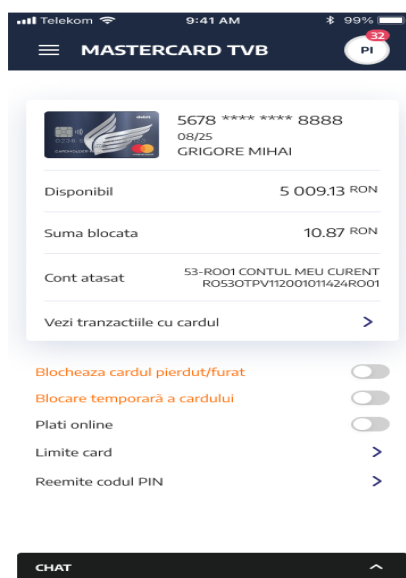 Telekom 9:41 AM 99%
MASTERCARD TVB
32
PI
debit
5678 **** **** 8888
08/25
GRIGORE MIHAI
Disponibil 5 009.13 RON
Suma blocata 10.87 RON
Cont atasat 53-RO01 CONTUL MEU CURENT
RO53OTPV112001011424RO01
Vezi tranzactiile cu cardul
Blocheaza cardul pierdut/furat
Blocare temporară a cardului
Plati online
Limite card
Reemite codul PIN
CHAT